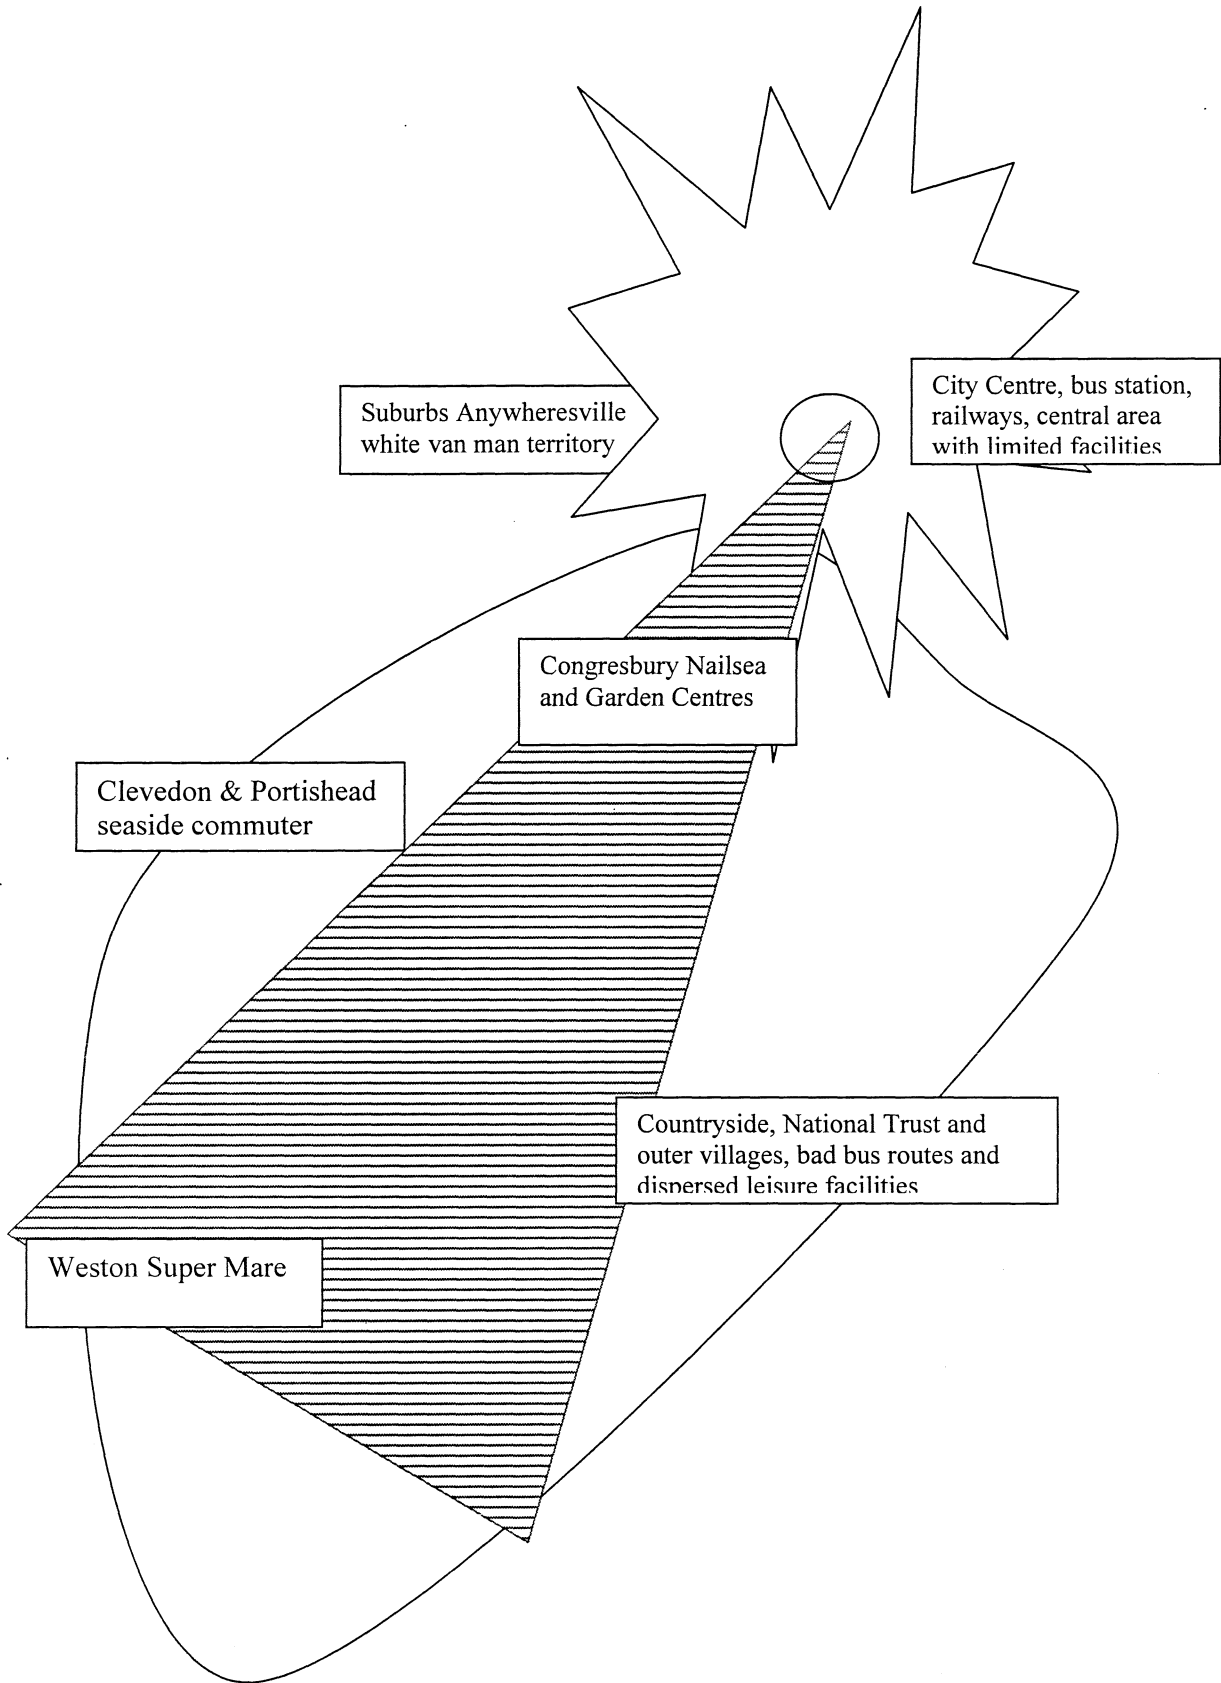 City Centre, bus station,
railways, central area
with limited facilities
Suburbs Anywheresville
white van man territory
Congresbury Nailsea
and Garden Centres
Clevedon & Portishead
seaside commuter
Countryside, National Trust and
outer villages, bad bus routes and
dispersed leisure facilities
Weston Super Mare